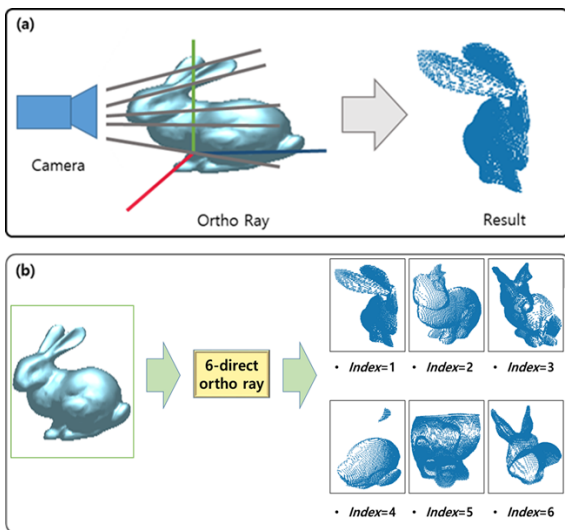 (a)
Camera
Ortho Ray
Result
(b)
6-direct
ortho ray
• Index=1 • Index=2 • Index=3
• Index=4 • Index=5 • Index=6